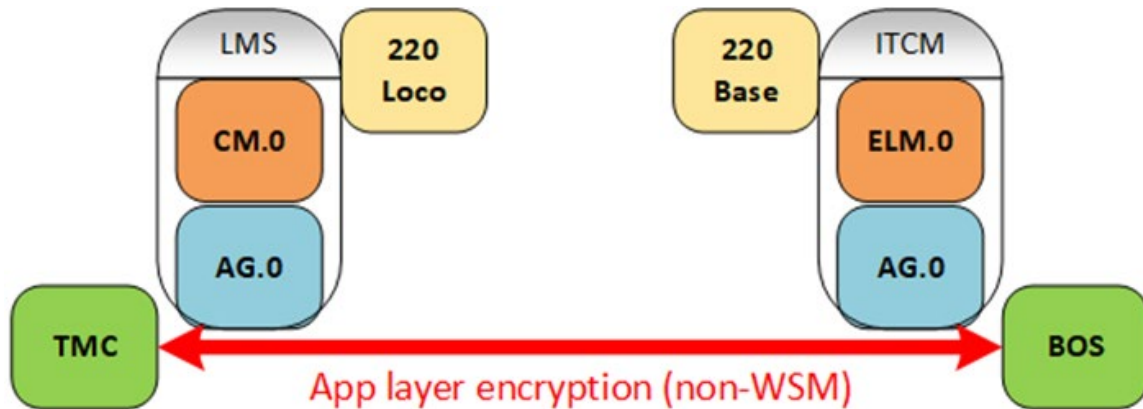 LMS
220
Loco
220
Base
ITCM
CM.0
ELM.0
AG.0
AG.0
TMC
BOS
App layer encryption (non-WSM)